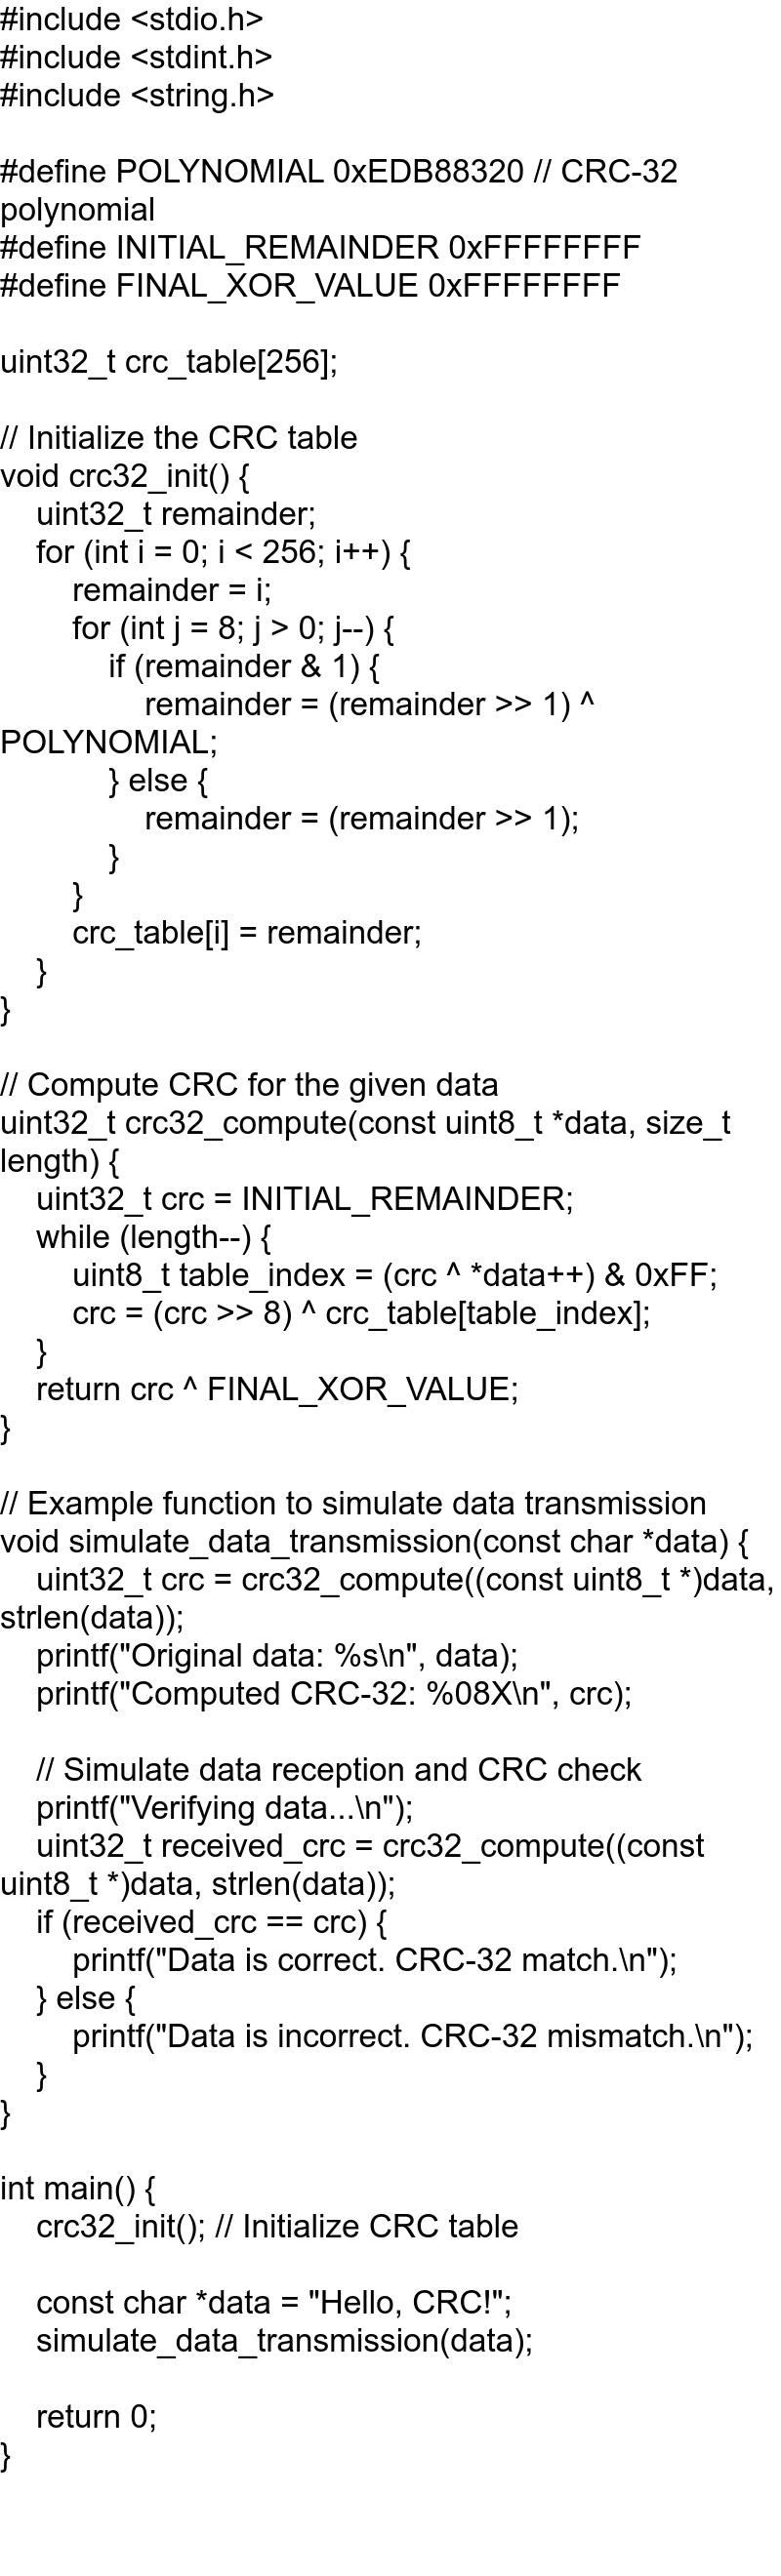 #include <stdio.h>
#include <stdint.h>
#include <string.h>

#define POLYNOMIAL 0xEDB88320 // CRC-32
polynomial
#define INITIAL_REMAINDER 0xFFFFFFFF
#define FINAL_XOR_VALUE 0xFFFFFFFF

uint32_t crc_table[256];

// Initialize the CRC table
void crc32_init() {
    uint32_t remainder;
    for (int i = 0; i < 256; i++) {
        remainder = i;
        for (int j = 8; j > 0; j--) {
            if (remainder & 1) {
                remainder = (remainder >> 1) ^
POLYNOMIAL;
            } else {
                remainder = (remainder >> 1);
            }
        }
        crc_table[i] = remainder;
    }
}

// Compute CRC for the given data
uint32_t crc32_compute(const uint8_t *data, size_t
length) {
    uint32_t crc = INITIAL_REMAINDER;
    while (length--) {
        uint8_t table_index = (crc ^ *data++) & 0xFF;
        crc = (crc >> 8) ^ crc_table[table_index];
    }
    return crc ^ FINAL_XOR_VALUE;
}

// Example function to simulate data transmission
void simulate_data_transmission(const char *data) {
    uint32_t crc = crc32_compute((const uint8_t *)data,
strlen(data));
    printf("Original data: %s\n", data);
    printf("Computed CRC-32: %08X\n", crc);

    // Simulate data reception and CRC check
    printf("Verifying data...\n");
    uint32_t received_crc = crc32_compute((const
uint8_t *)data, strlen(data));
    if (received_crc == crc) {
        printf("Data is correct. CRC-32 match.\n");
    } else {
        printf("Data is incorrect. CRC-32 mismatch.\n");
    }
}

int main() {
    crc32_init(); // Initialize CRC table

    const char *data = "Hello, CRC!";
    simulate_data_transmission(data);

    return 0;
}